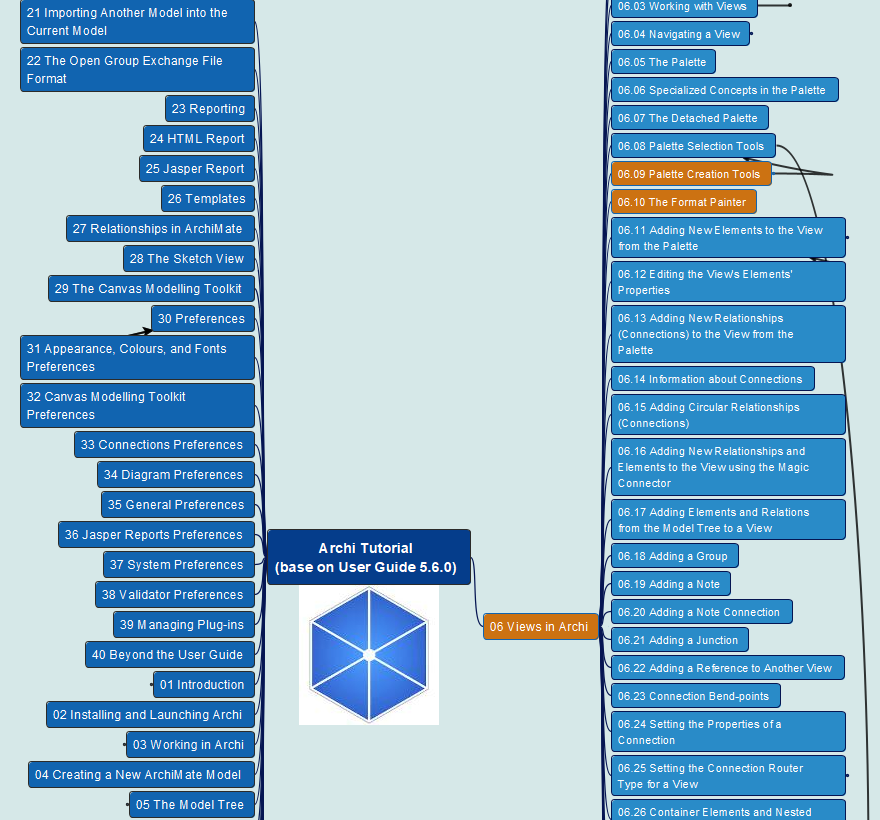 21 Importing Another Model into the
Current Model
22 The Open Group Exchange File
Format
23 Reporting
24 HTML Report
25 Jasper Report
26 Templates
27 Relationships in ArchiMate
28 The Sketch View
29 The Canvas Modelling Toolkit
30 Preferences
31 Appearance, Colours, and Fonts
Preferences
32 Canvas Modelling Toolkit
Preferences
33 Connections Preferences
34 Diagram Preferences
35 General Preferences
36 Jasper Reports Preferences
37 System Preferences
38 Validator Preferences
39 Managing Plug-ins
40 Beyond the User Guide
01 Introduction
02 Installing and Launching Archi
03 Working in Archi
04 Creating a New ArchiMate Model
05 The Model Tree
Archi Tutorial
(base on User Guide 5.6.0)
06 Views in Archi
06.03 Working with Views
06.04 Navigating a View
06.05 The Palette
06.06 Specialized Concepts in the Palette
06.07 The Detached Palette
06.08 Palette Selection Tools
06.09 Palette Creation Tools
06.10 The Format Painter
06.11 Adding New Elements to the View
from the Palette
06.12 Editing the View's Elements'
Properties
06.13 Adding New Relationships
(Connections) to the View from the
Palette
06.14 Information about Connections
06.15 Adding Circular Relationships
(Connections)
06.16 Adding New Relationships and
Elements to the View using the Magic
Connector
06.17 Adding Elements and Relations
from the Model Tree to a View
06.18 Adding a Group
06.19 Adding a Note
06.20 Adding a Note Connection
06.21 Adding a Junction
06.22 Adding a Reference to Another View
06.23 Connection Bend-points
06.24 Setting the Properties of a
Connection
06.25 Setting the Connection Router
Type for a View
06.26 Container Elements and Nested